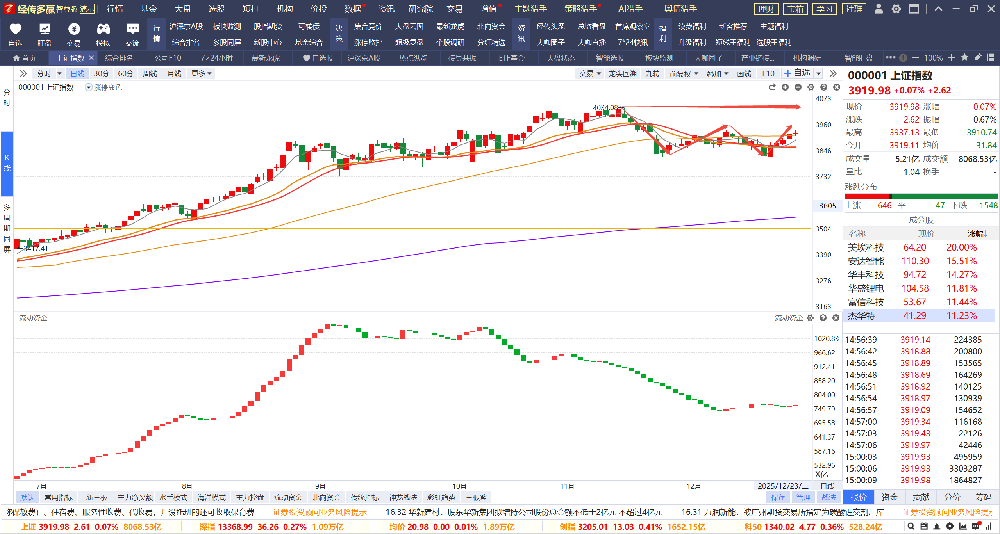 经传多赢 智尊版 演示 行情 基金 大盘 选股 短打 机构 价投 数据 资讯 研究院 交易 增值 主题猎手 策略猎手 AI猎手 舆情猎手 理财 宝箱 学习 社群
自选 盯盘 交易 模拟 交流
行情 沪深京A股 板块监测 股指期货 可转债 决策 集合竞价 大盘云图 最新龙虎 北向资金 资讯 经传头条 总监看盘 首席观察室 福利 续费福利 新客推荐 主题福利
综合排名 多股同屏 新股中心 基金综合 涨停监控 超级复盘 个股调研 分红精选 大咖圈子 大咖直播 7*24快讯 升级福利 短线王福利 选股王福利
首页 上证指数 综合排名 公司F10 7×24小时 最新龙虎 自选股 沪深京A股 热点纵览 传导共振 ETF基金 大盘状态 智能选股 板块监测 大咖圈子 产业链传... 机构调研 智能盯盘 100%
分时 日线 30分 60分 周线 月线 更多 交易 龙头回溯 九转 前复权 叠加 画线 F10 自选
分时
K线
多周期同屏
000001 上证指数 涨停变色
4034.08
←3417.41
4073
3960
3846
3732
3605
3504
3390
3276
3163
流动资金 流动资金
1020.83
966.62
912.41
858.20
804.00
749.79
695.58
641.37
587.16
532.96
X亿
7月 8月 9月 10月 11月 12月 2025/12/23/二 日线
默认 常用指标 新三板 主力净买额 水手模式 海洋模式 主力控盘 流动资金 北向资金 传统指标 神龙战法 彩虹趋势 三板斧 保存 管理 战法
000001 上证指数
3919.98 +0.07% +2.62
现价 3919.98 涨幅 0.07%
涨跌 2.62 振幅 0.67%
最高 3937.13 最低 3910.74
今开 3919.11 均价 31.84
成交量 5.21亿 成交额 8068.53亿
量比 1.04 换手 -
涨跌分布
上涨 646 平 47 下跌 1548
成分股
名称 现价 涨幅↓
美埃科技 64.20 20.00%
安达智能 110.30 15.51%
华丰科技 94.72 14.27%
华盛锂电 104.58 11.81%
富信科技 53.67 11.44%
杰华特 41.29 11.23%
14:56:39 3919.14 224385
14:56:42 3918.88 200800
14:56:45 3918.89 153565
14:56:48 3918.69 164269
14:56:51 3918.92 140125
14:56:54 3918.97 130939
14:56:57 3919.09 154652
14:57:00 3919.34 116168
14:57:03 3919.43 22126
14:57:06 3919.97 42446
15:00:03 3919.93 495959
15:00:06 3919.93 3303287
15:00:09 3919.98 1864827
报价 资金 贡献 分价 筹码
保教费）、住宿费、服务性收费、代收费，开设托班的还可收取保育费 证券投资顾问业务风险提示 16:32 华新建材：股东华新集团拟增持公司股份总金额不低于2亿元 不超过4亿元 16:31 万润新能：被广州期货交易所指定为碳酸锂交割厂库 证券投资顾问业务风险提示
上证 3919.98 2.61 0.07% 8068.53亿 深指 13368.99 36.26 0.27% 1.09万亿 均价 20.98 0.00 0.01% 1.89万亿 创指 3205.01 13.03 0.41% 1652.15亿 科50 1340.02 4.77 0.36% 528.24亿